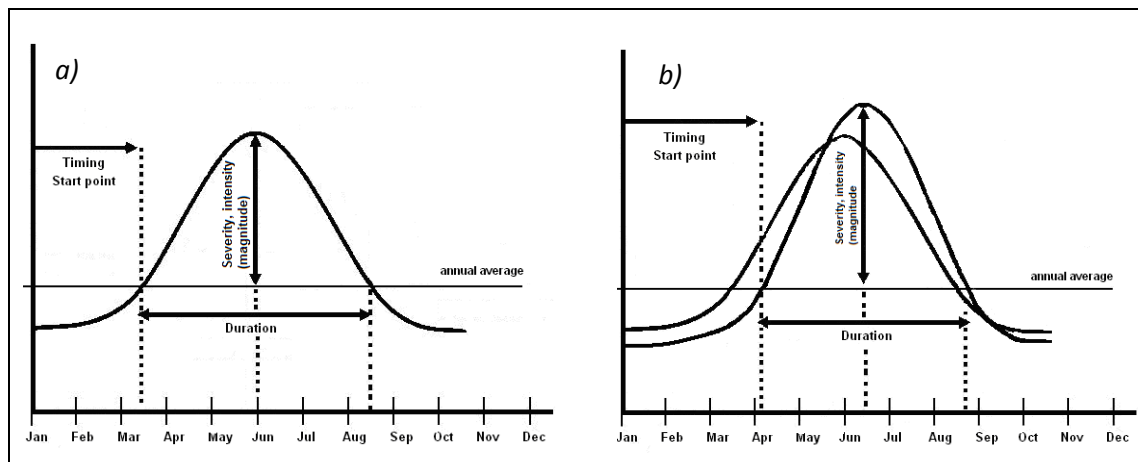 a)
Timing
Start point
Severity, intensity
(magnitude)
annual average
Duration
Jan Feb Mar Apr May Jun Jul Aug Sep Oct Nov Dec
b)
Timing
Start point
Severity, intensity
(magnitude
annual average
Duration
Jan Feb Mar Apr May Jun Jul Aug Sep Oct Nov Dec